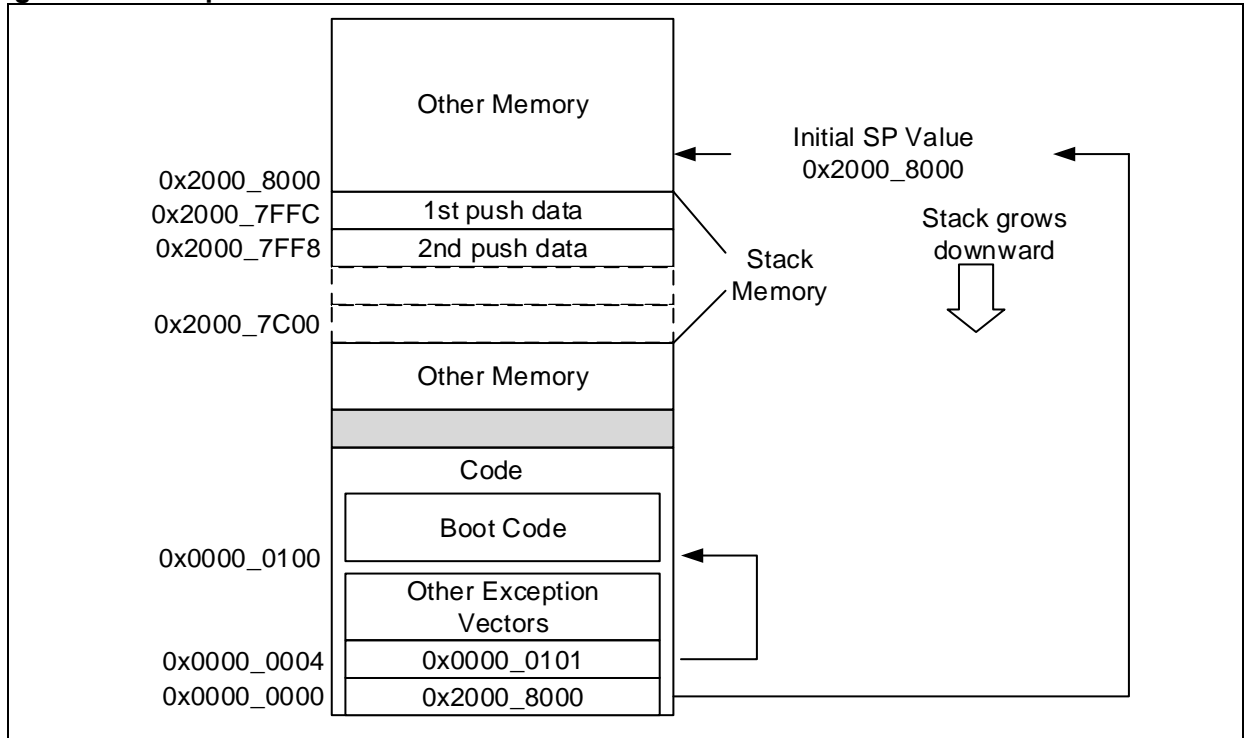 Other Memory
Initial SP Value
0x2000_8000
0x2000_8000
0x2000_7FFC
1st push data
Stack grows
downward
0x2000_7FF8
2nd push data
Stack
Memory
0x2000_7C00
Other Memory
Code
Boot Code
0x0000_0100
Other Exception
Vectors
0x0000_0004
0x0000_0101
0x0000_0000
0x2000_8000